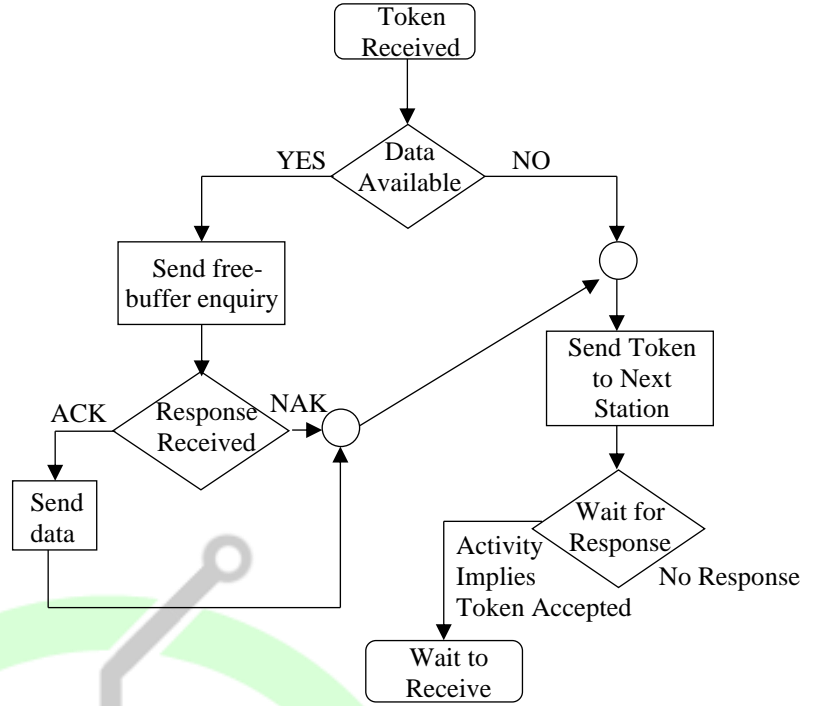 Token
Received
Data
Available
YES
NO
Send free-
buffer enquiry
Send Token
to Next
Station
Response
Received
ACK
NAK
Send
data
Wait for
Response
Activity
Implies
Token Accepted
No Response
Wait to
Receive